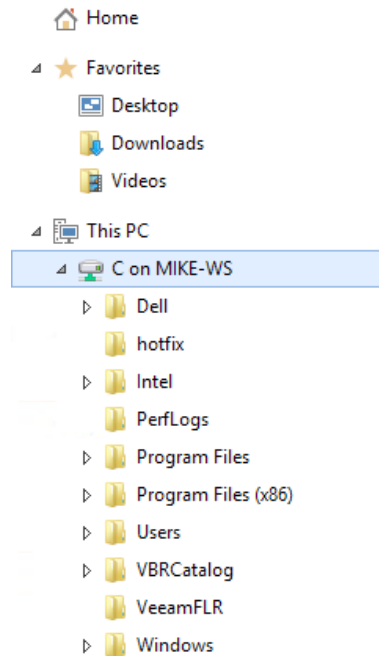 Home
Favorites
Desktop
Downloads
Videos
This PC
C on MIKE-WS
Dell
hotfix
Intel
PerfLogs
Program Files
Program Files (x86)
Users
VBRCatalog
VeeamFLR
Windows